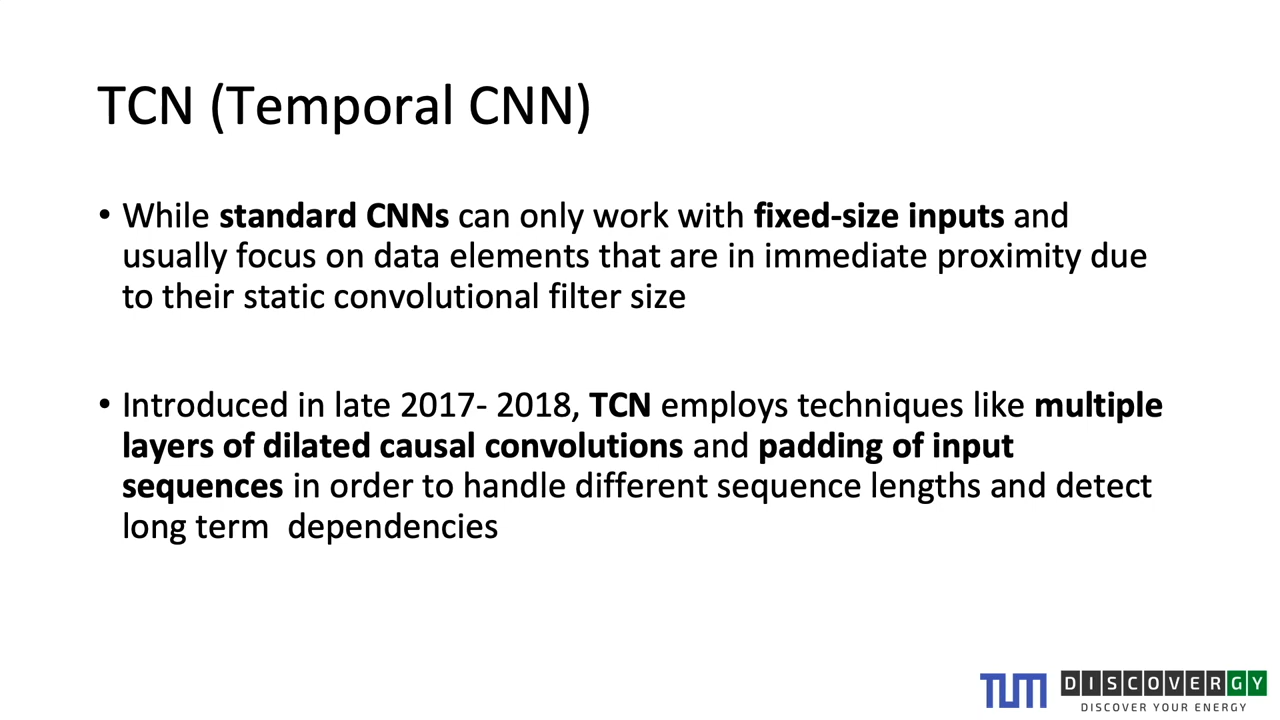 TCN (Temporal CNN)
• While standard CNNs can only work with fixed-size inputs and
usually focus on data elements that are in immediate proximity due
to their static convolutional filter size
• Introduced in late 2017- 2018, TCN employs techniques like multiple
layers of dilated causal convolutions and padding of input
sequences in order to handle different sequence lengths and detect
long term  dependencies
TUM DISCOVERGY
DISCOVER YOUR ENERGY